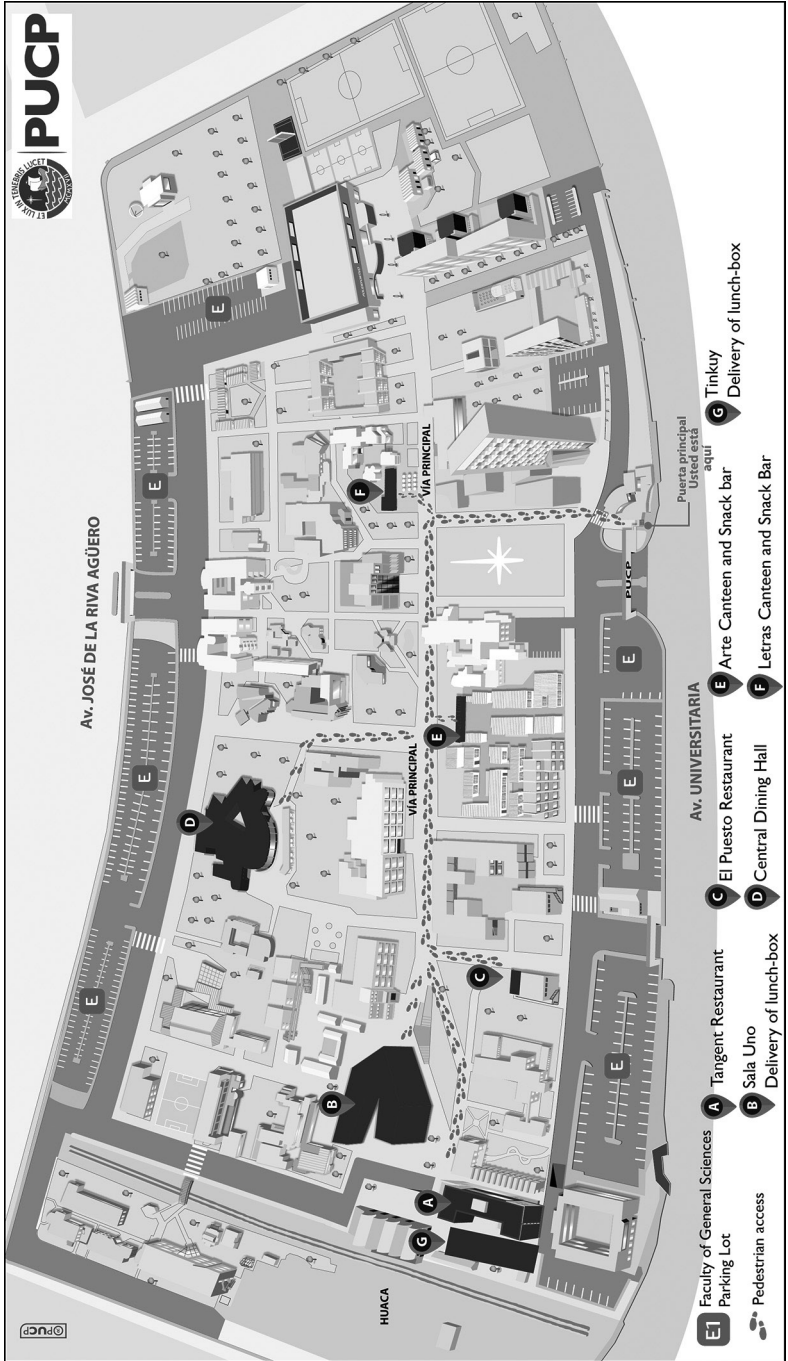 PUCP
ET LUX IN TENEBRIS LUCET
MCMXVII
Av. JOSÉ DE LA RIVA AGÜERO
E
E
E
E
D
B
F
VÍA PRINCIPAL
VÍA PRINCIPAL
E
C
A
G
HUACA
© PUCP
PUCP
E
E
E
Puerta principal
Usted está
aquí
Av. UNIVERSITARIA
E1 Faculty of General Sciences
Parking Lot
Pedestrian access
A Tangent Restaurant
B Sala Uno
Delivery of lunch-box
C El Puesto Restaurant
D Central Dining Hall
E Arte Canteen and Snack bar
F Letras Canteen and Snack Bar
G Tinkuy
Delivery of lunch-box